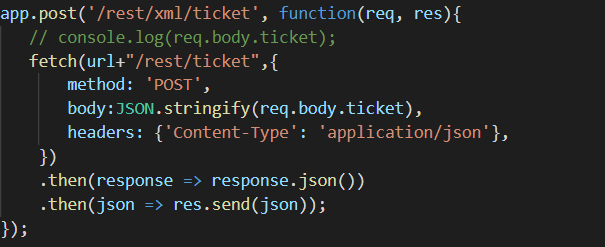 app.post('/rest/xml/ticket', function(req, res){
// console.log(req.body.ticket);
fetch(url+"/rest/ticket",{
method: 'POST',
body:JSON.stringify(req.body.ticket),
headers: {'Content-Type': 'application/json'},
})
.then(response => response.json())
.then(json => res.send(json));
});